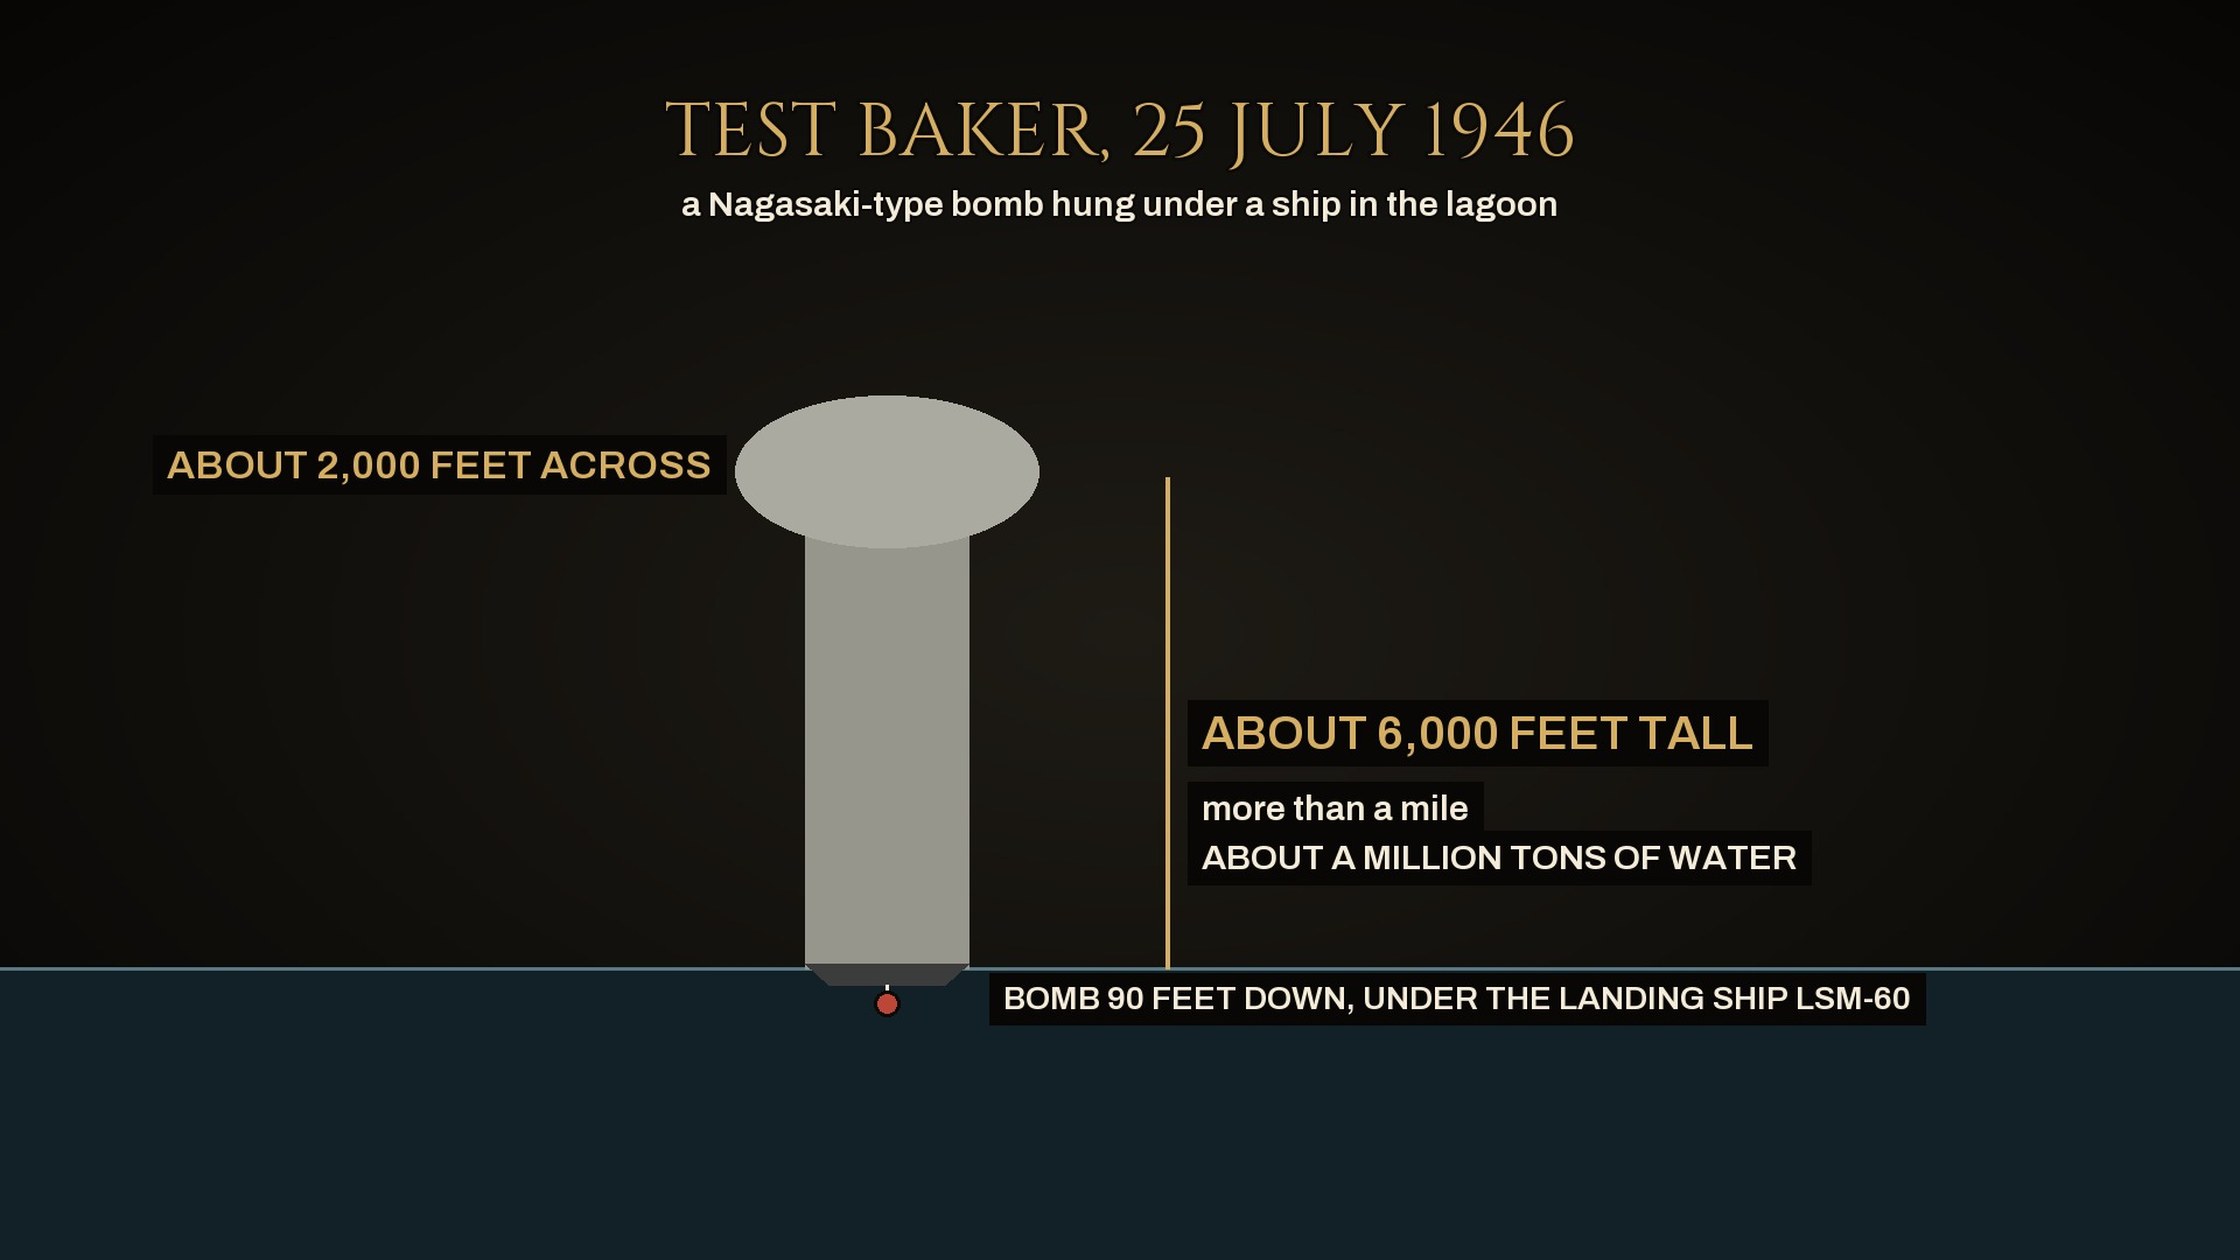 TEST BAKER, 25 JULY 1946
a Nagasaki-type bomb hung under a ship in the lagoon
ABOUT 2,000 FEET ACROSS
ABOUT 6,000 FEET TALL
more than a mile
ABOUT A MILLION TONS OF WATER
BOMB 90 FEET DOWN, UNDER THE LANDING SHIP LSM-60